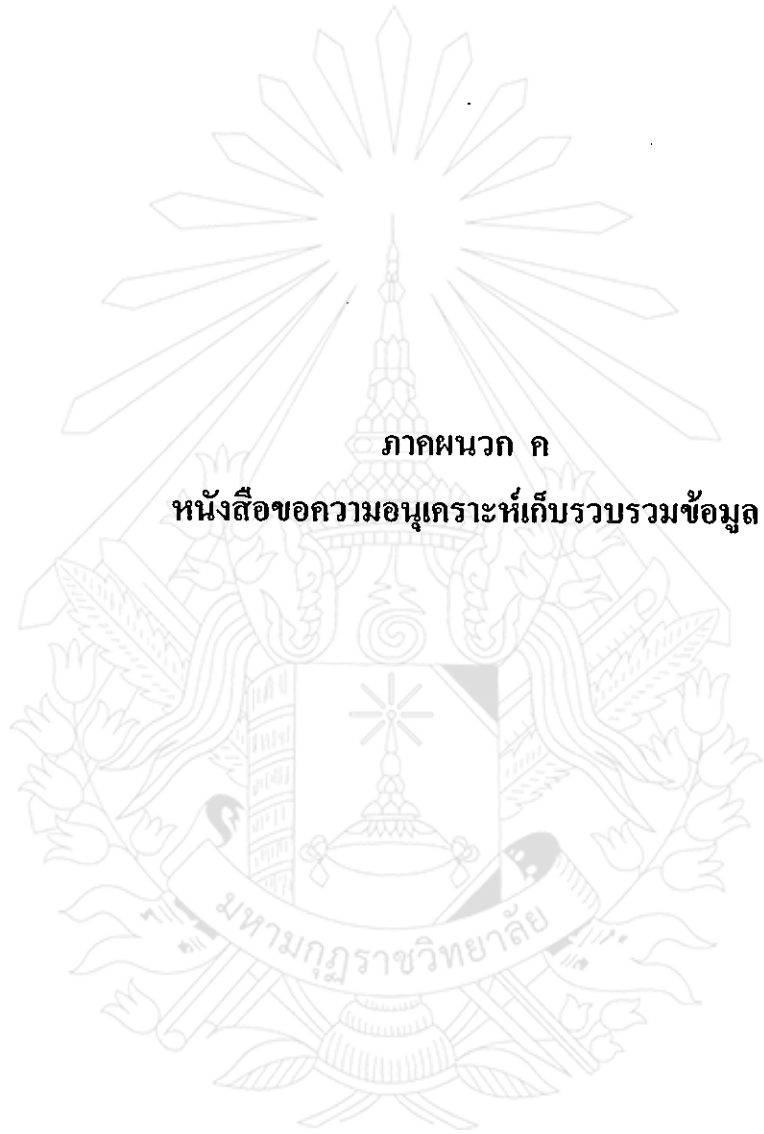 ภาคผนวก ค
หนังสือขอความอนุเคราะห์เก็บรวบรวมข้อมูล
มหามกุฏราชวิทยาลัย